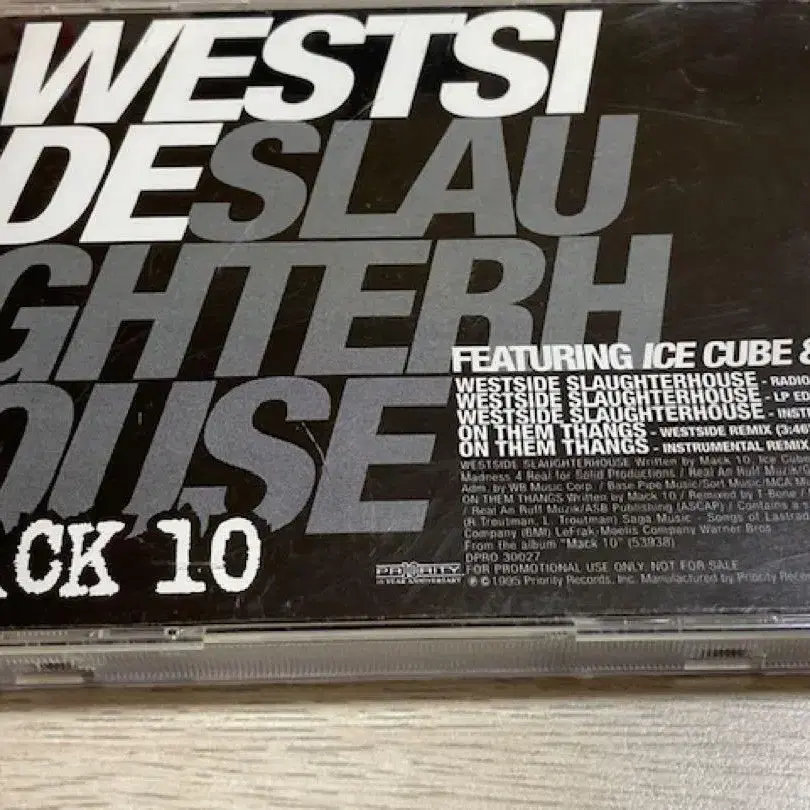 WESTSI
DESLAU
GHTERH
OUSE
ACK 10
FEATURING ICE CUBE &
WESTSIDE SLAUGHTERHOUSE - RADIO
WESTSIDE SLAUGHTERHOUSE - LP ED
WESTSIDE SLAUGHTERHOUSE - INST
ON THEM THANGS - WESTSIDE REMIX (3:46
ON THEM THANGS - INSTRUMENTAL REMIX
WESTSIDE SLAUGHTERHOUSE Written by Mack 10, Ice Cube
Madness 4 Real for Solid Productions / Real An Ruff Muzik/
Adm. by WB Music Corp / Base Pipe Music/Sort Music/MCA M
ON THEM THANGS Written by Mack 10 / Remixed by T Bone
/ Real An Ruff Muzik/ASB Publishing (ASCAP) / Contains a s
(R.Troutman, L. Troutman) Saga Music - Songs of Lastrad
Company (BMI) LeFrak-Moelis Company Warner Bros
From the album "Mack 10" (53938)
DPRO 30027
FOR PROMOTIONAL USE ONLY. NOT FOR SALE
PRIORITY
10 YEAR ANNIVERSARY
℗ © 1995 Priority Records, Inc. Manufactured by Priority Recor